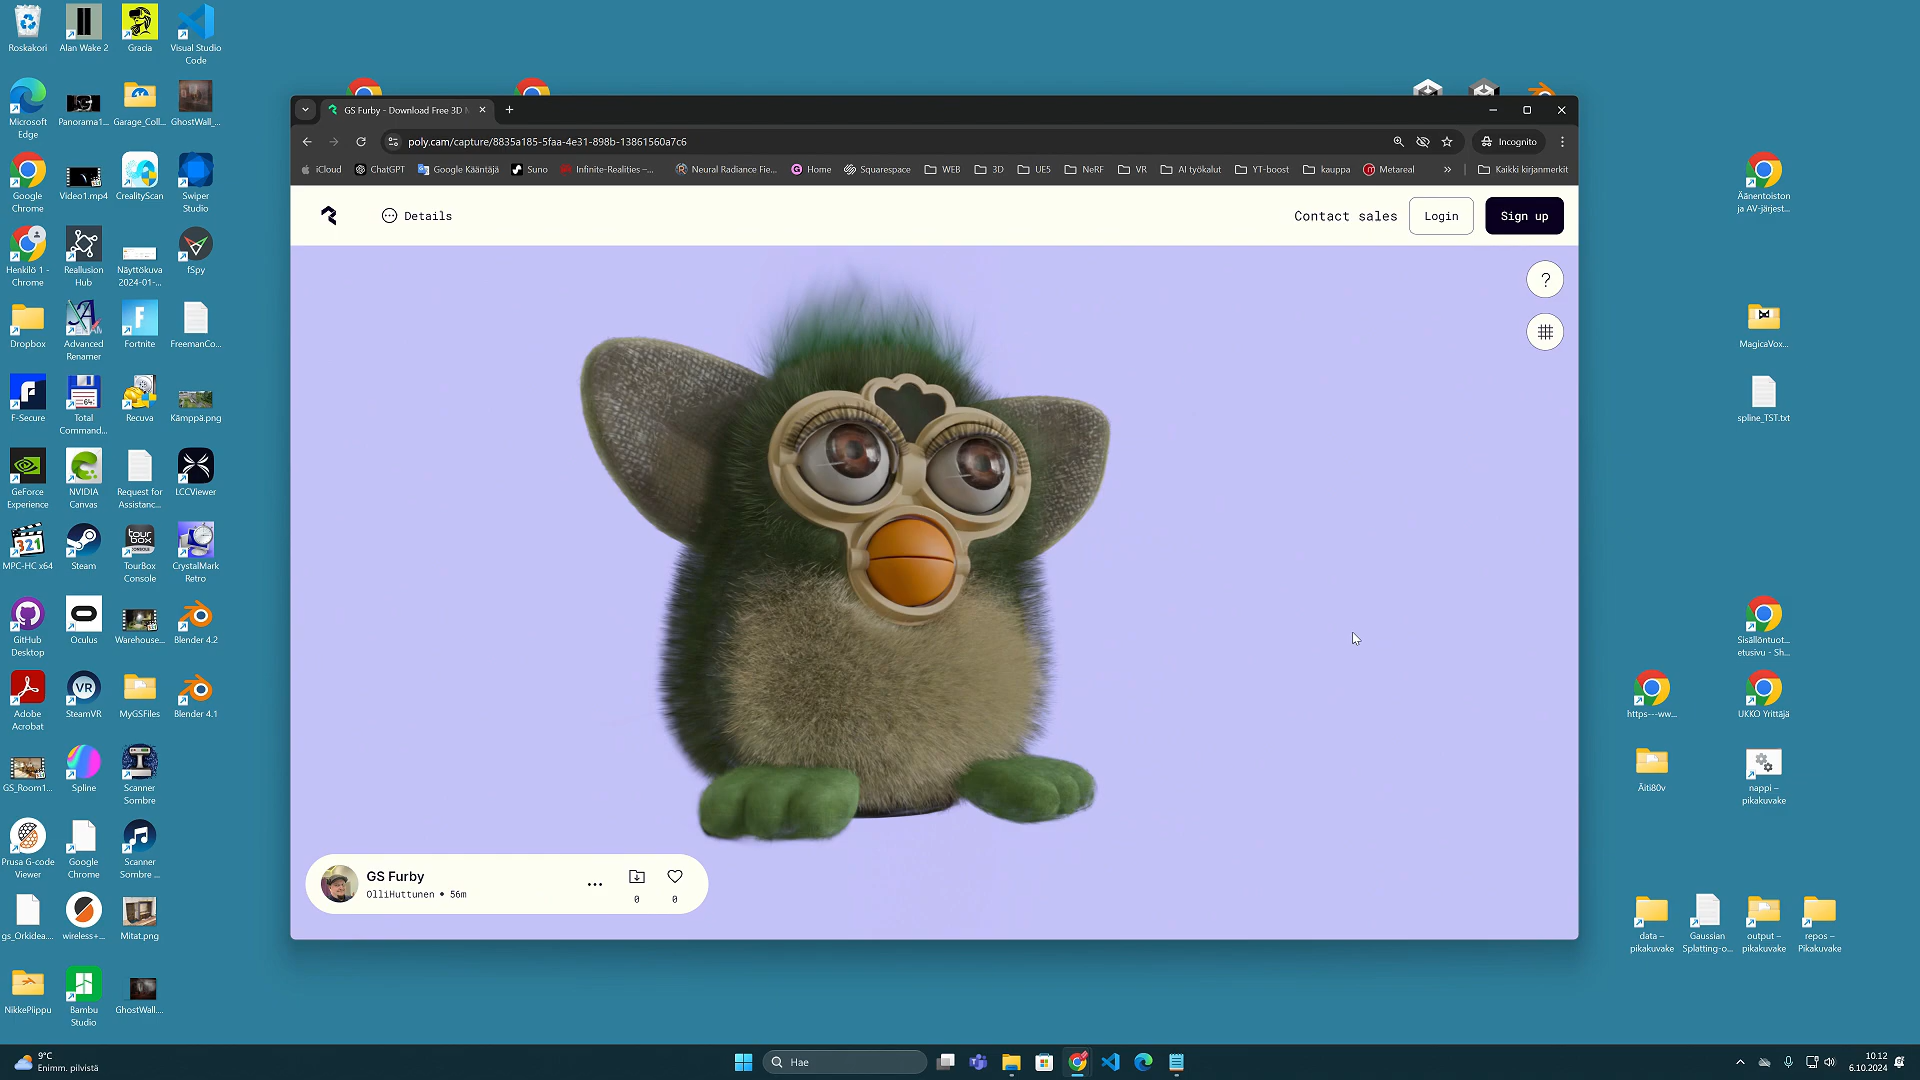 Roskakori
Alan Wake 2
Gracia
Visual Studio
Code
Microsoft
Edge
Panorama1...
Garage_Coll...
GhostWall_...
Google
Chrome
Video1.mp4
CrealityScan
Swiper
Studio
Henkilö 1 -
Chrome
Reallusion
Hub
Näyttökuva
2024-01-...
fSpy
Dropbox
Advanced
Renamer
Fortnite
FreemanCo...
F-Secure
Total
Command...
Recuva
Kämppä.png
GeForce
Experience
NVIDIA
Canvas
Request for
Assistanc...
LCCViewer
MPC-HC x64
Steam
TourBox
Console
CrystalMark
Retro
GitHub
Desktop
Oculus
Warehouse...
Blender 4.2
Adobe
Acrobat
SteamVR
MyGSFiles
Blender 4.1
GS_Room1...
Spline
Scanner
Sombre
Prusa G-code
Viewer
Google
Chrome
Scanner
Sombre ...
gs_Orkidea....
wireless+...
Mitat.png
NikkePiippu
Bambu
Studio
GhostWall....
GS Furby - Download Free 3D
poly.cam/capture/8835a185-5faa-4e31-898b-13861560a7c6
Incognito
iCloud
ChatGPT
Google Kääntäjä
Suno
Infinite-Realities –...
Neural Radiance Fie...
Home
Squarespace
WEB
3D
UE5
NeRF
VR
AI työkalut
YT-boost
kauppa
Metareal
»
Kaikki kirjanmerkit
Details
Contact sales
Login
Sign up
?
GS Furby
OlliHuttunen • 56m
0
0
Äänentoiston
ja AV-järjest...
MagicaVox...
spline_TST.txt
Sisällöntuot...
etusivu - Sh...
https---ww...
UKKO Yrittäjä
Äiti80v
nappi –
pikakuvake
data –
pikakuvake
Gaussian
Splatting-o...
output –
pikakuvake
repos –
Pikakuvake
9°C
Enimm. pilvistä
Hae
10.12
6.10.2024